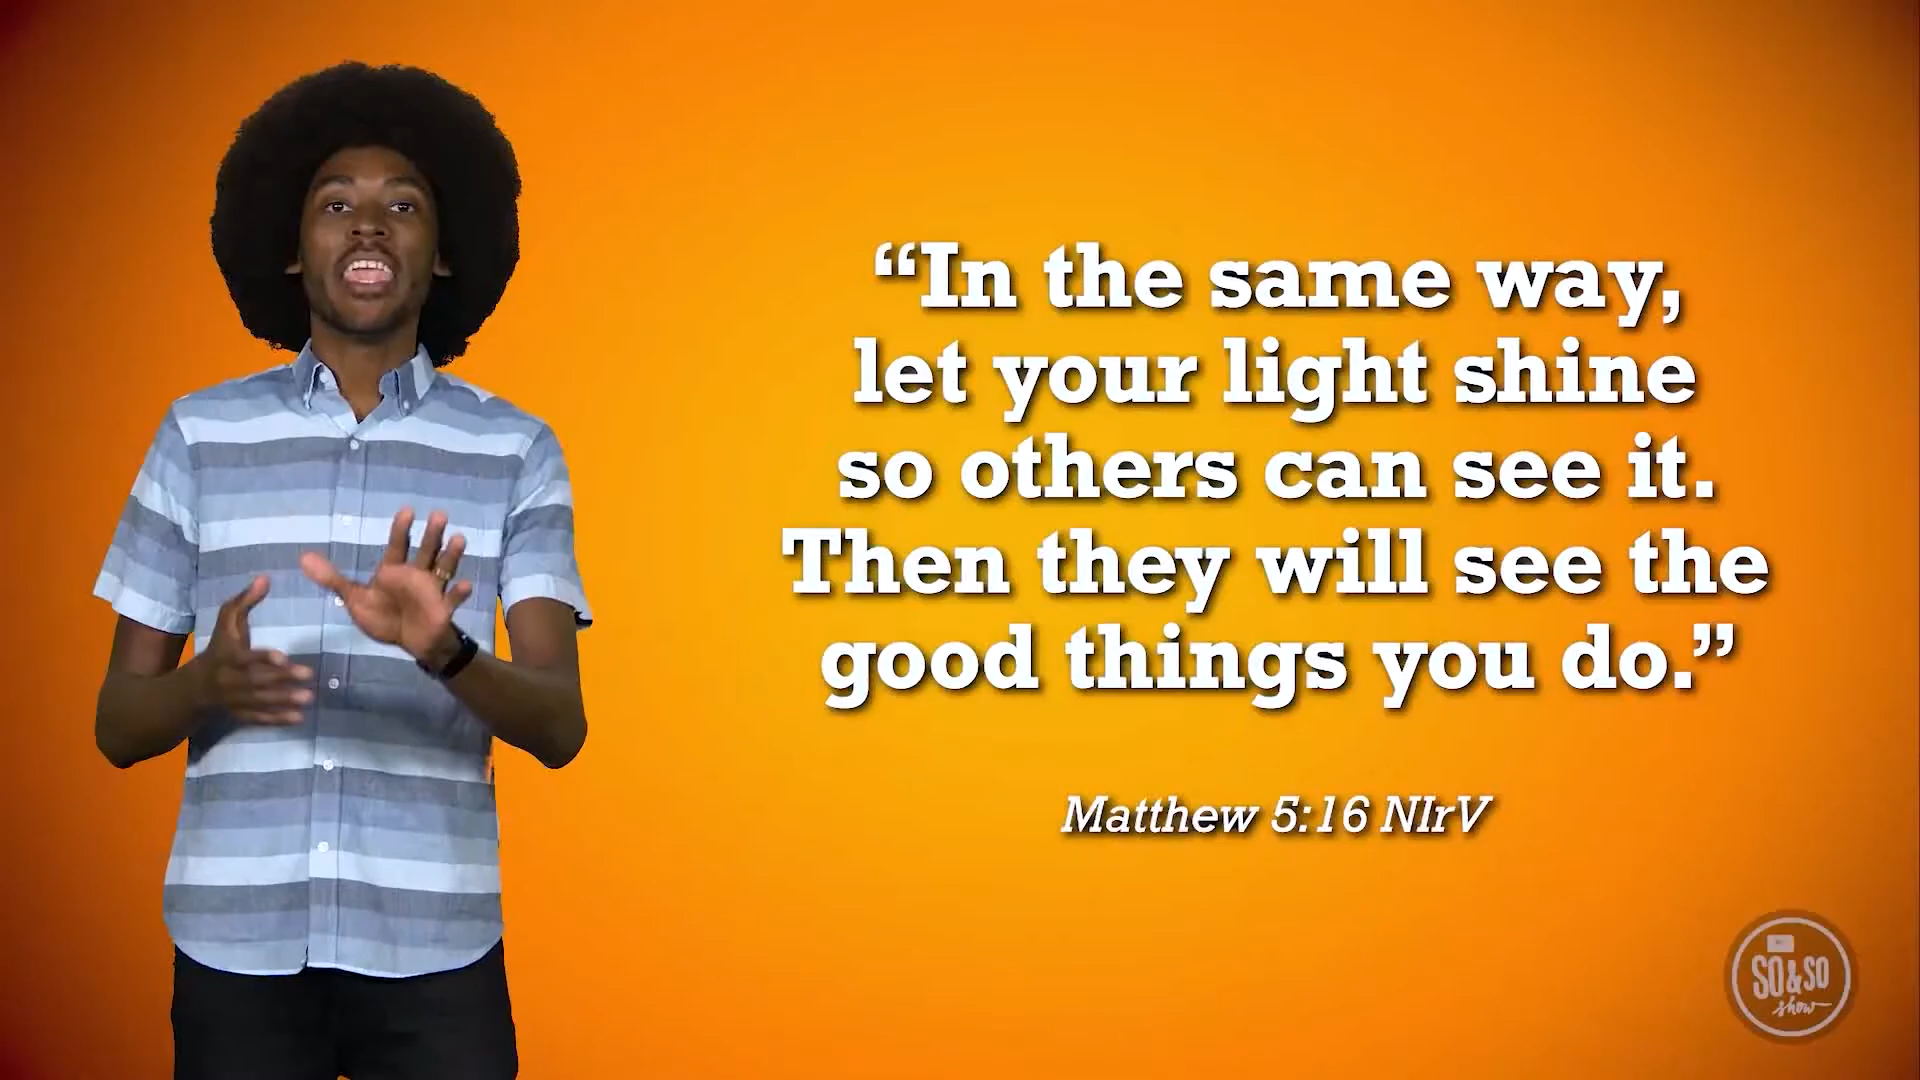 “In the same way,
let your light shine
so others can see it.
Then they will see the
good things you do.”
Matthew 5:16 NIrV
SO&SO
show